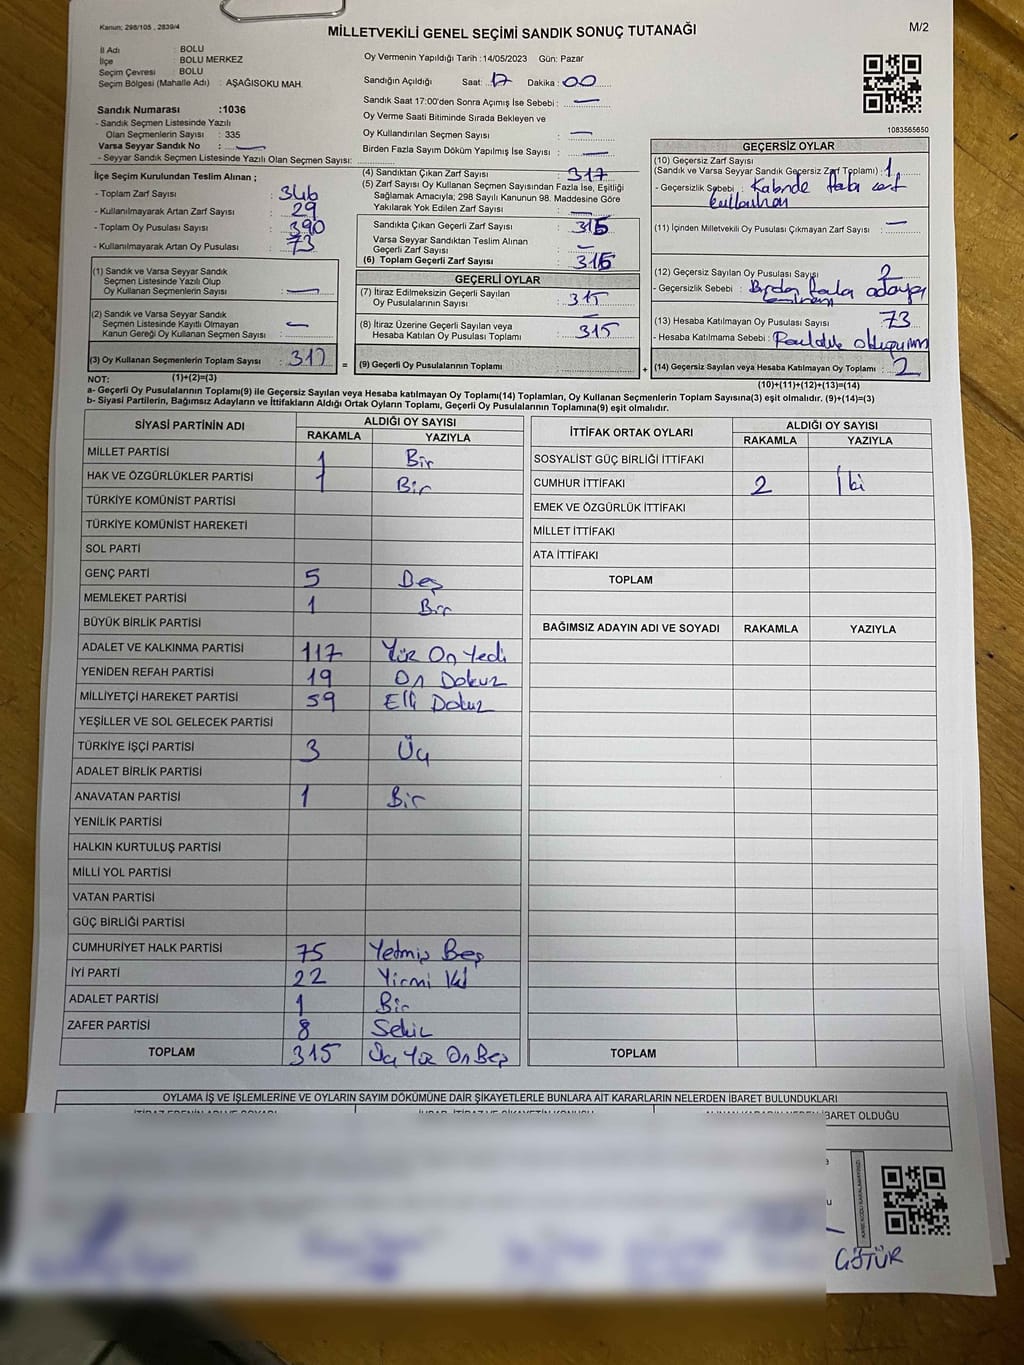 Kanun; 298/105 , 2839/4
MİLLETVEKİLİ GENEL SEÇİMİ SANDIK SONUÇ TUTANAĞI
M/2
İl Adı : BOLU
İlçe : BOLU MERKEZ
Seçim Çevresi : BOLU
Seçim Bölgesi (Mahalle Adı) : AŞAĞISOKU MAH.
Sandık Numarası :1036
- Sandık Seçmen Listesinde Yazılı
Olan Seçmenlerin Sayısı : 335
Varsa Seyyar Sandık No : —
- Seyyar Sandık Seçmen Listesinde Yazılı Olan Seçmen Sayısı:
Oy Vermenin Yapıldığı Tarih :14/05/2023 Gün: Pazar
Sandığın Açıldığı Saat: 17 Dakika : 00
Sandık Saat 17:00'den Sonra Açımış İse Sebebi : —
Oy Verme Saati Bitiminde Sırada Bekleyen ve
Oy Kullandırılan Seçmen Sayısı —
Birden Fazla Sayım Döküm Yapılmış İse Sayısı : —
1083565650
İlçe Seçim Kurulundan Teslim Alınan ;
- Toplam Zarf Sayısı : 346
- Kullanılmayarak Artan Zarf Sayısı : 29
- Toplam Oy Pusulası Sayısı : 390
- Kullanılmayarak Artan Oy Pusulası : 73
(1) Sandık ve Varsa Seyyar Sandık
Seçmen Listesinde Yazılı Olup
Oy Kullanan Seçmenlerin Sayısı : —
(2) Sandık ve Varsa Seyyar Sandık
Seçmen Listesinde Kayıtlı Olmayan
Kanun Gereği Oy Kullanan Seçmen Sayısı : —
(3) Oy Kullanan Seçmenlerin Toplam Sayısı : 317 =
(1)+(2)=(3)
(4) Sandıktan Çıkan Zarf Sayısı : 317
(5) Zarf Sayısı Oy Kullanan Seçmen Sayısından Fazla İse, Eşitliği
Sağlamak Amacıyla; 298 Sayılı Kanunun 98. Maddesine Göre
Yakılarak Yok Edilen Zarf Sayısı : —
Sandıkta Çıkan Geçerli Zarf Sayısı : 316
Varsa Seyyar Sandıktan Teslim Alınan
Geçerli Zarf Sayısı : —
(6) Toplam Geçerli Zarf Sayısı : 316
GEÇERLİ OYLAR
(7) İtiraz Edilmeksizin Geçerli Sayılan
Oy Pusulalarının Sayısı : 315
(8) İtiraz Üzerine Geçerli Sayılan veya
Hesaba Katılan Oy Pusulası Toplamı : 315
(9) Geçerli Oy Pusulalarının Toplamı : +
GEÇERSİZ OYLAR
(10) Geçersiz Zarf Sayısı
(Sandık ve Varsa Seyyar Sandık Geçersiz Zarf Toplamı) : 1
- Geçersizlik Sebebi :
(11) İçinden Milletvekili Oy Pusulası Çıkmayan Zarf Sayısı : —
(12) Geçersiz Sayılan Oy Pusulası Sayısı : 2
- Geçersizlik Sebebi : Birden fazla adaya
(13) Hesaba Katılmayan Oy Pusulası Sayısı : 73
- Hesaba Katılmama Sebebi :
(14) Geçersiz Sayılan veya Hesaba Katılmayan Oy Toplamı : 2
(10)+(11)+(12)+(13)=(14)
NOT:
a- Geçerli Oy Pusulalarının Toplamı(9) ile Geçersiz Sayılan veya Hesaba Katılmayan Oy Toplamı(14) Toplamları, Oy Kullanan Seçmenlerin Toplam Sayısına(3) eşit olmalıdır. (9)+(14)=(3)
b- Siyasi Partilerin, Bağımsız Adayların ve İttifakların Aldığı Ortak Oyların Toplamı, Geçerli Oy Pusulalarının Toplamına(9) eşit olmalıdır.
SİYASİ PARTİNİN ADI ALDIĞI OY SAYISI
RAKAMLA YAZIYLA
MİLLET PARTİSİ 1 Bir
HAK VE ÖZGÜRLÜKLER PARTİSİ 1 Bir
TÜRKİYE KOMÜNİST PARTİSİ
TÜRKİYE KOMÜNİST HAREKETİ
SOL PARTİ
GENÇ PARTİ 5 Beş
MEMLEKET PARTİSİ 1 Bir
BÜYÜK BİRLİK PARTİSİ
ADALET VE KALKINMA PARTİSİ 117 Yüz On Yedi
YENİDEN REFAH PARTİSİ 19 On Dokuz
MİLLİYETÇİ HAREKET PARTİSİ 59 Elli Dokuz
YEŞİLLER VE SOL GELECEK PARTİSİ
TÜRKİYE İŞÇİ PARTİSİ 3 Üç
ADALET BİRLİK PARTİSİ
ANAVATAN PARTİSİ 1 Bir
YENİLİK PARTİSİ
HALKIN KURTULUŞ PARTİSİ
MİLLİ YOL PARTİSİ
VATAN PARTİSİ
GÜÇ BİRLİĞİ PARTİSİ
CUMHURİYET HALK PARTİSİ 75 Yetmiş Beş
İYİ PARTİ 22 Yirmi İki
ADALET PARTİSİ 1 Bir
ZAFER PARTİSİ 8 Sekiz
TOPLAM 315 Üç Yüz On Beş
İTTİFAK ORTAK OYLARI ALDIĞI OY SAYISI
RAKAMLA YAZIYLA
SOSYALİST GÜÇ BİRLİĞİ İTTİFAKI
CUMHUR İTTİFAKI 2 İki
EMEK VE ÖZGÜRLÜK İTTİFAKI
MİLLET İTTİFAKI
ATA İTTİFAKI
TOPLAM
BAĞIMSIZ ADAYIN ADI VE SOYADI RAKAMLA YAZIYLA
TOPLAM
OYLAMA İŞ VE İŞLEMLERİNE VE OYLARIN SAYIM DÖKÜMÜNE DAİR ŞİKAYETLERLE BUNLARA AİT KARARLARIN NELERDEN İBARET BULUNDUKLARI
İBARET OLDUĞU
GÖTÜR